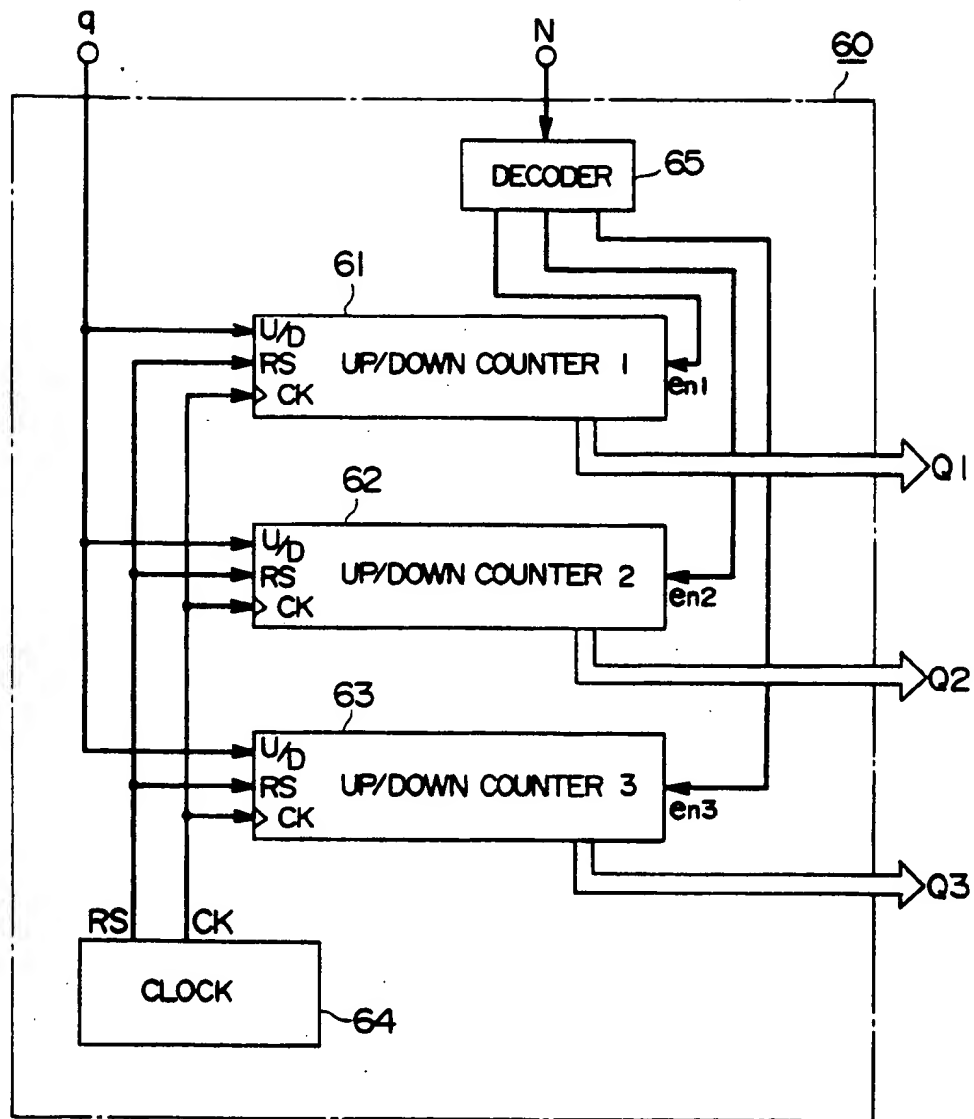 q
N
60
DECODER
65
61
U/D
RS
CK
UP/DOWN COUNTER 1
en1
Q1
62
U/D
RS
CK
UP/DOWN COUNTER 2
en2
Q2
63
U/D
RS
CK
UP/DOWN COUNTER 3
en3
Q3
RS
CK
CLOCK
64